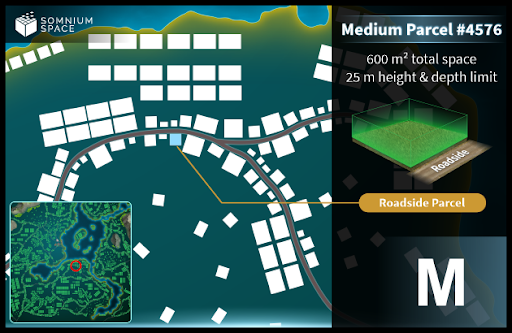 SOMNIUM
SPACE
Medium Parcel #4576
600 m² total space
25 m height & depth limit
Roadside
Roadside Parcel
M